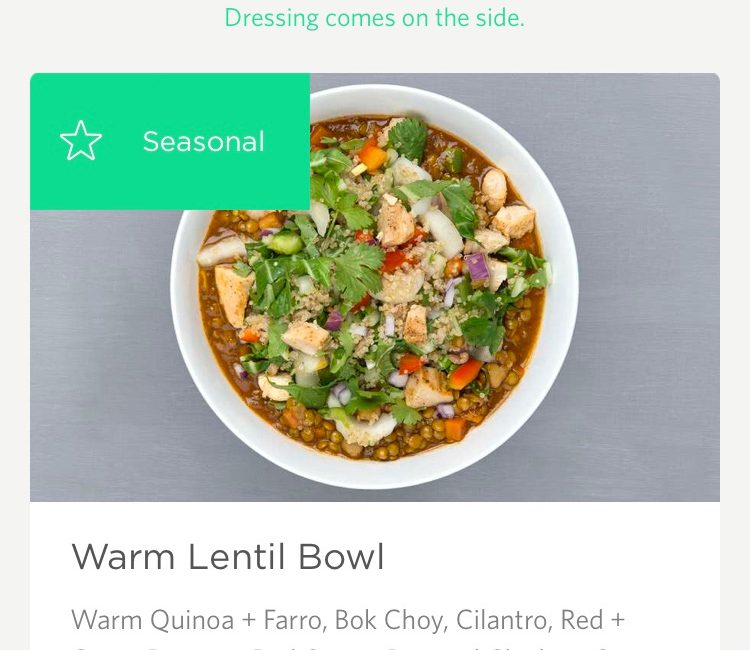 Dressing comes on the side.
Seasonal
Warm Lentil Bowl
Warm Quinoa + Farro, Bok Choy, Cilantro, Red +